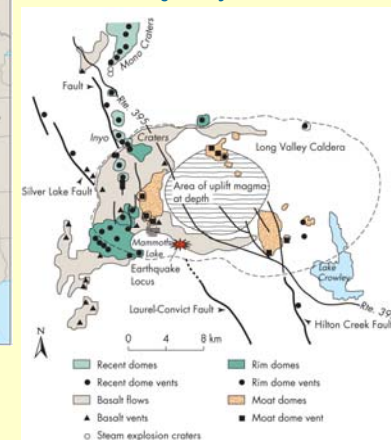 Mono Craters
Fault
Rte. 395
Inyo Craters
Long Valley Caldera
Silver Lake Fault
Area of uplift magma
at depth
Mammoth
Lake
Earthquake
Locus
Lake
Crowley
Laurel-Convict Fault
Rte. 39
Hilton Creek Fault
N
0 4 8 km
Recent domes
Rim domes
Recent dome vents
Rim dome vents
Basalt flows
Moat domes
Basalt vents
Moat dome vent
Steam explosion craters